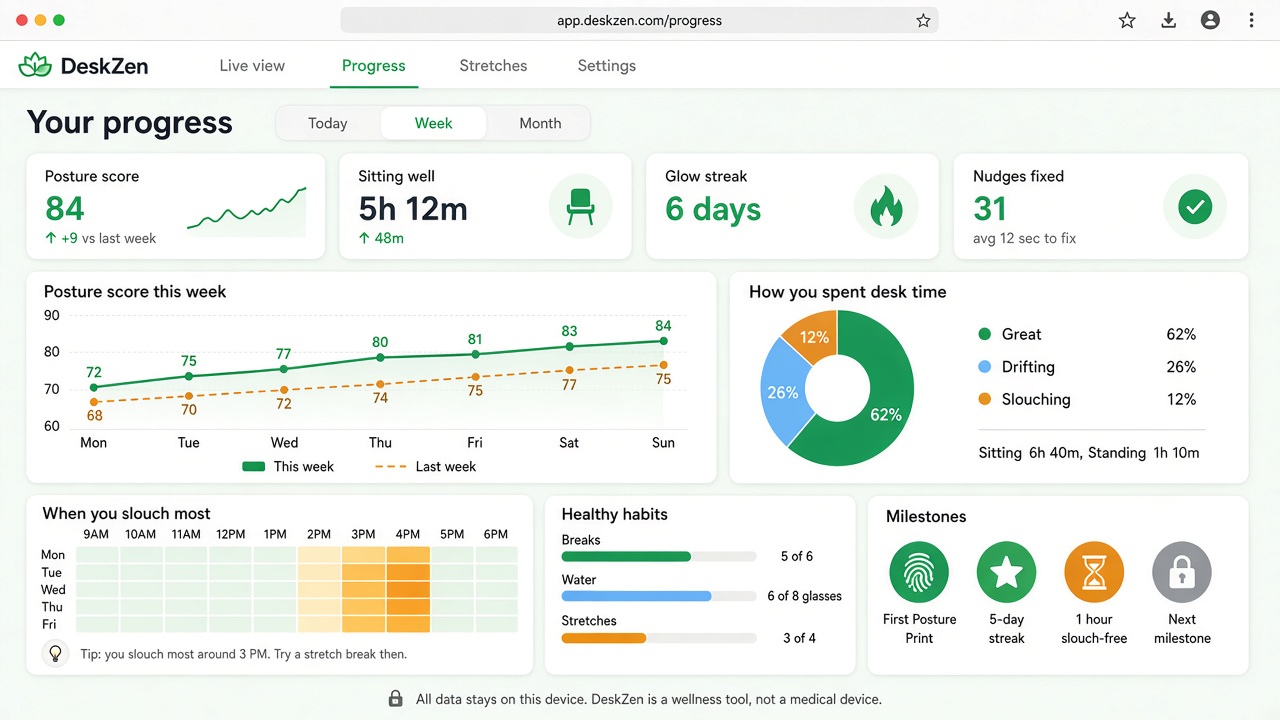 app.deskzen.com/progress
DeskZen
Live view
Progress
Stretches
Settings
Your progress
Today
Week
Month
Posture score
84
↑ +9 vs last week
Sitting well
5h 12m
↑ 48m
Glow streak
6 days
Nudges fixed
31
avg 12 sec to fix
Posture score this week
90
80
70
60
72
75
77
80
81
83
84
68
70
72
74
75
77
75
Mon
Tue
Wed
Thu
Fri
Sat
Sun
This week
Last week
How you spent desk time
12%
26%
62%
Great 62%
Drifting 26%
Slouching 12%
Sitting 6h 40m, Standing 1h 10m
When you slouch most
9AM 10AM 11AM 12PM 1PM 2PM 3PM 4PM 5PM 6PM
Mon
Tue
Wed
Thu
Fri
Tip: you slouch most around 3 PM. Try a stretch break then.
Healthy habits
Breaks
5 of 6
Water
6 of 8 glasses
Stretches
3 of 4
Milestones
First Posture
Print
5-day
streak
1 hour
slouch-free
Next
milestone
All data stays on this device. DeskZen is a wellness tool, not a medical device.